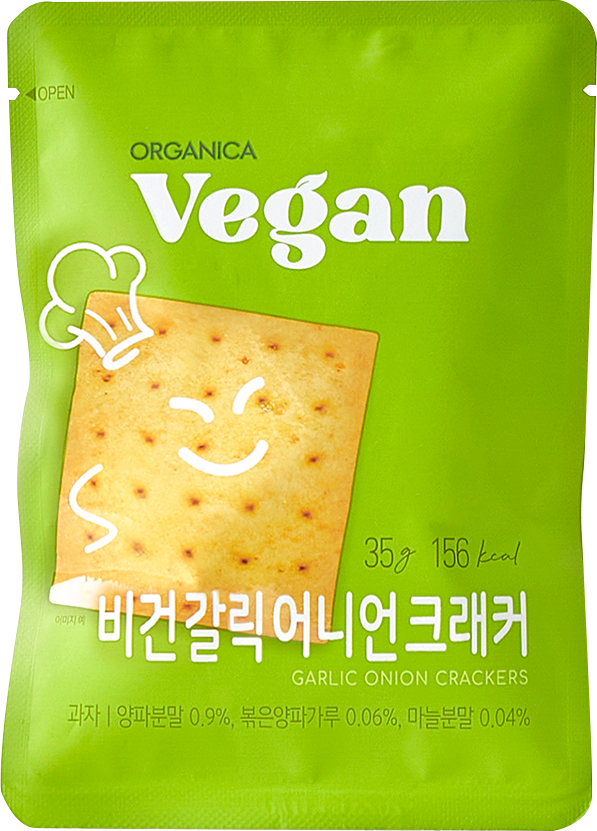 ◀OPEN
ORGANICA
Vegan
35g 156 kcal
이미지 예
비건 갈릭 어니언 크래커
GARLIC ONION CRACKERS
과자 | 양파분말 0.9%, 볶은양파가루 0.06%, 마늘분말 0.04%